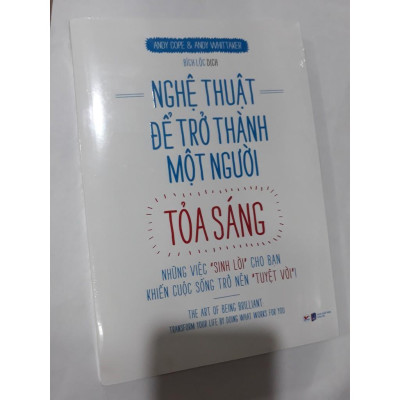 ANDY COPE & ANDY WHITTAKER
BÍCH LỘC DỊCH
NGHỆ THUẬT
ĐỂ TRỞ THÀNH
MỘT NGƯỜI
TỎA SÁNG
NHỮNG VIỆC "SINH LỜI" CHO BẠN
KHIẾN CUỘC SỐNG TRỞ NÊN "TUYỆT VỜI"!
THE ART OF BEING BRILLIANT
TRANSFORM YOUR LIFE BY DOING WHAT WORKS FOR YOU